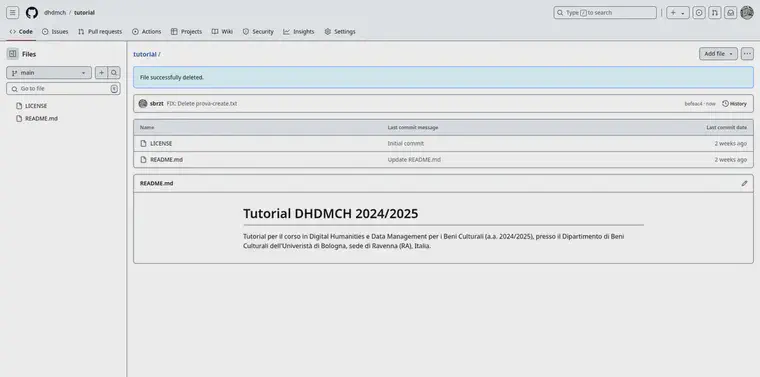 dhdmch / tutorial
Type / to search
Code Issues Pull requests Actions Projects Wiki Security Insights Settings
Files
tutorial /
Add file
main
Go to file
t
File successfully deleted.
LICENSE
README.md
sbrzt FIX: Delete prova-create.txt
now History
Name Last commit message Last commit date
LICENSE Initial commit 2 weeks ago
README.md Update README.md 2 weeks ago
README.md
Tutorial DHDMCH 2024/2025
Tutorial per il corso in Digital Humanities e Data Management per i Beni Culturali (a.a. 2024/2025), presso il Dipartimento di Beni
Culturali dell'Univeristà di Bologna, sede di Ravenna (RA), Italia.